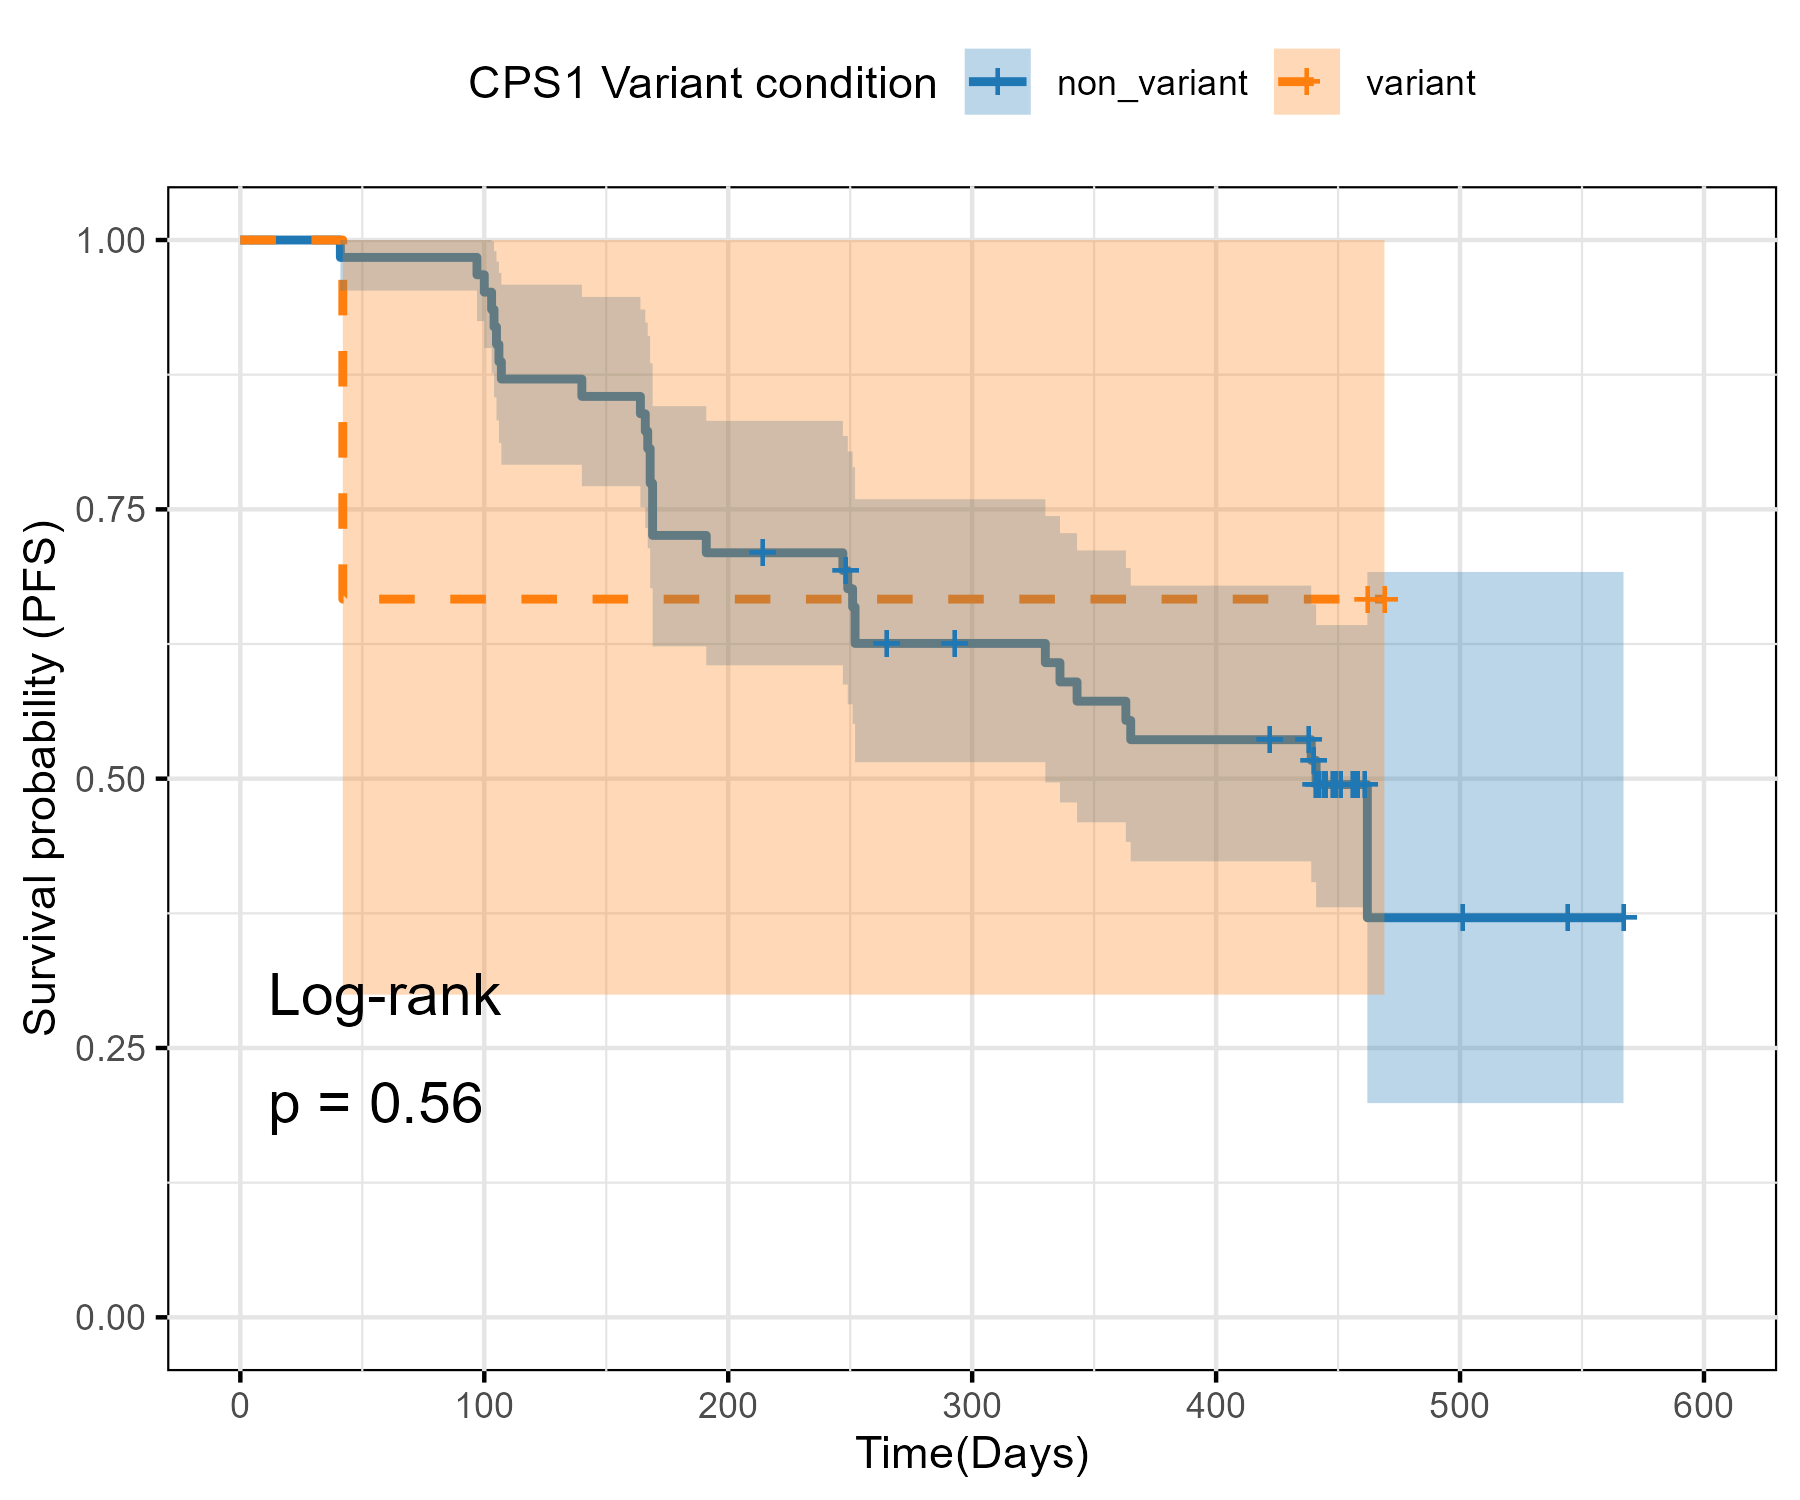 CPS1 Variant condition non_variant variant
1.00
0.75
0.50
0.25
0.00
Survival probability (PFS)
Log-rank
p = 0.56
0 100 200 300 400 500 600
Time(Days)